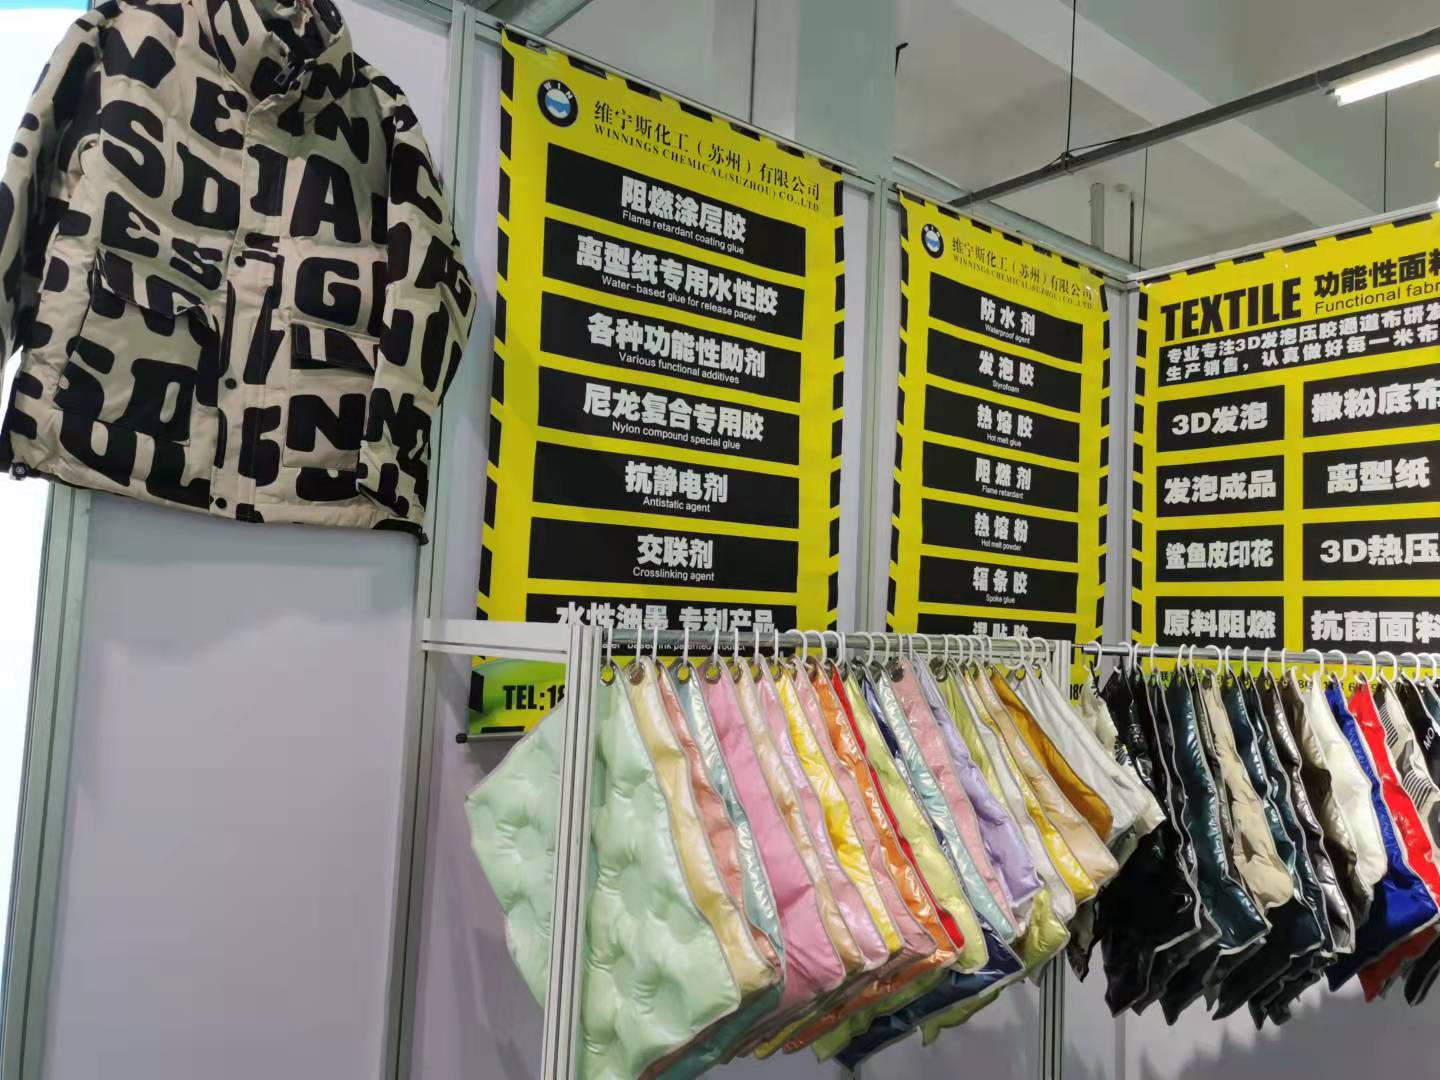 WIN
维宁斯化工(苏州)有限公司
WINNINGS CHEMICAL(SUZHOU) CO.,LTD
阻燃涂层胶
Flame retardant coating glue
离型纸专用水性胶
Water-based glue for release paper
各种功能性助剂
Various functional additives
尼龙复合专用胶
Nylon compound special glue
抗静电剂
Antistatic agent
交联剂
Crosslinking agent
水性油墨 专利产品
based ink patented product
TEL:18
WIN
维宁斯化工(苏州)有限公司
WINNINGS CHEMICAL(SUZHOU) CO.,LTD
防水剂
Waterproof agent
发泡胶
Styrofoam
热熔胶
Hot melt glue
阻燃剂
Flame retardant
热熔粉
Hot melt powder
辐条胶
Spoke glue
TEXTILE 功能性面料
Functional fabr
专业专注3D发泡压胶通道布研发
生产销售,认真做好每一米布
3D发泡 撒粉底布
发泡成品 离型纸
鲨鱼皮印花 3D热压
原料阻燃 抗菌面料